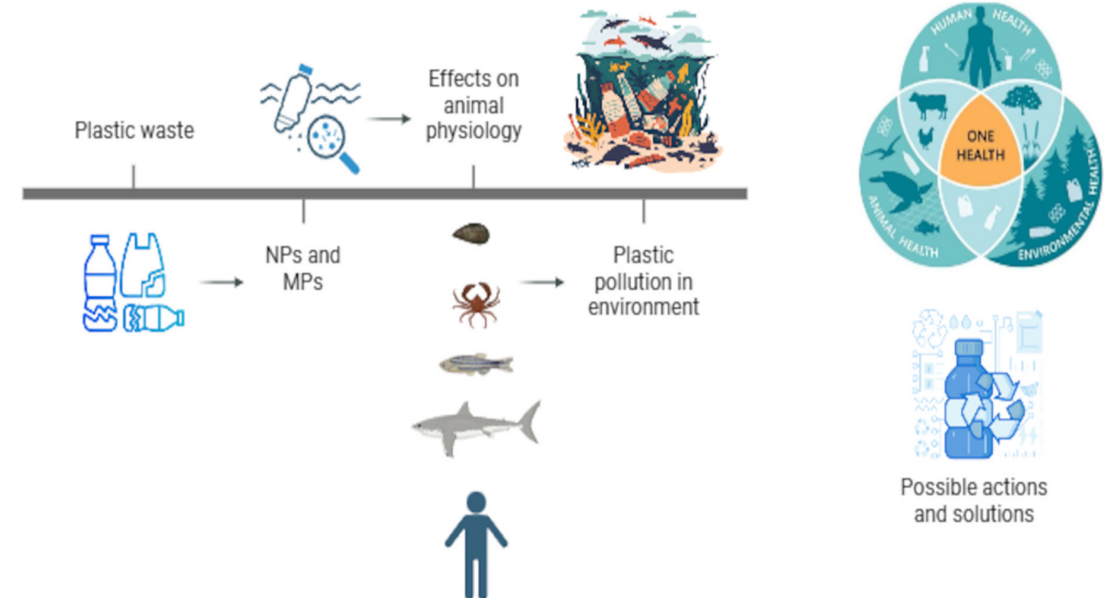 Plastic waste
NPs and
MPs
Effects on
animal
physiology
Plastic
pollution in
environment
HUMAN HEALTH
ONE
HEALTH
ANIMAL HEALTH
ENVIRONMENTAL HEALTH
Possible actions
and solutions